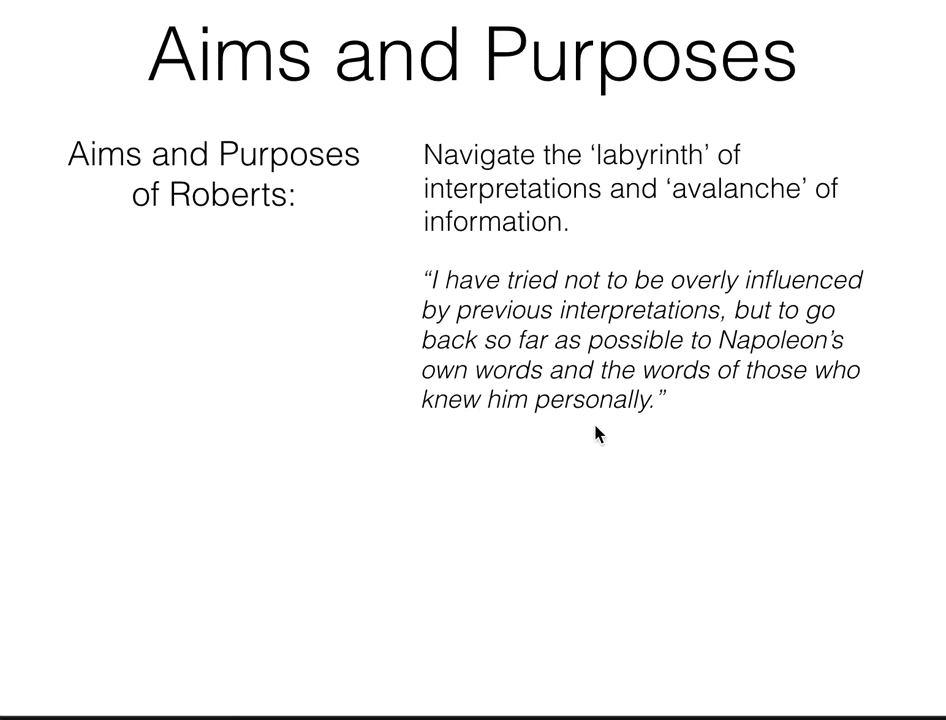 Aims and Purposes
Aims and Purposes
of Roberts:
Navigate the ‘labyrinth’ of
interpretations and ‘avalanche’ of
information.
“I have tried not to be overly influenced
by previous interpretations, but to go
back so far as possible to Napoleon’s
own words and the words of those who
knew him personally.”